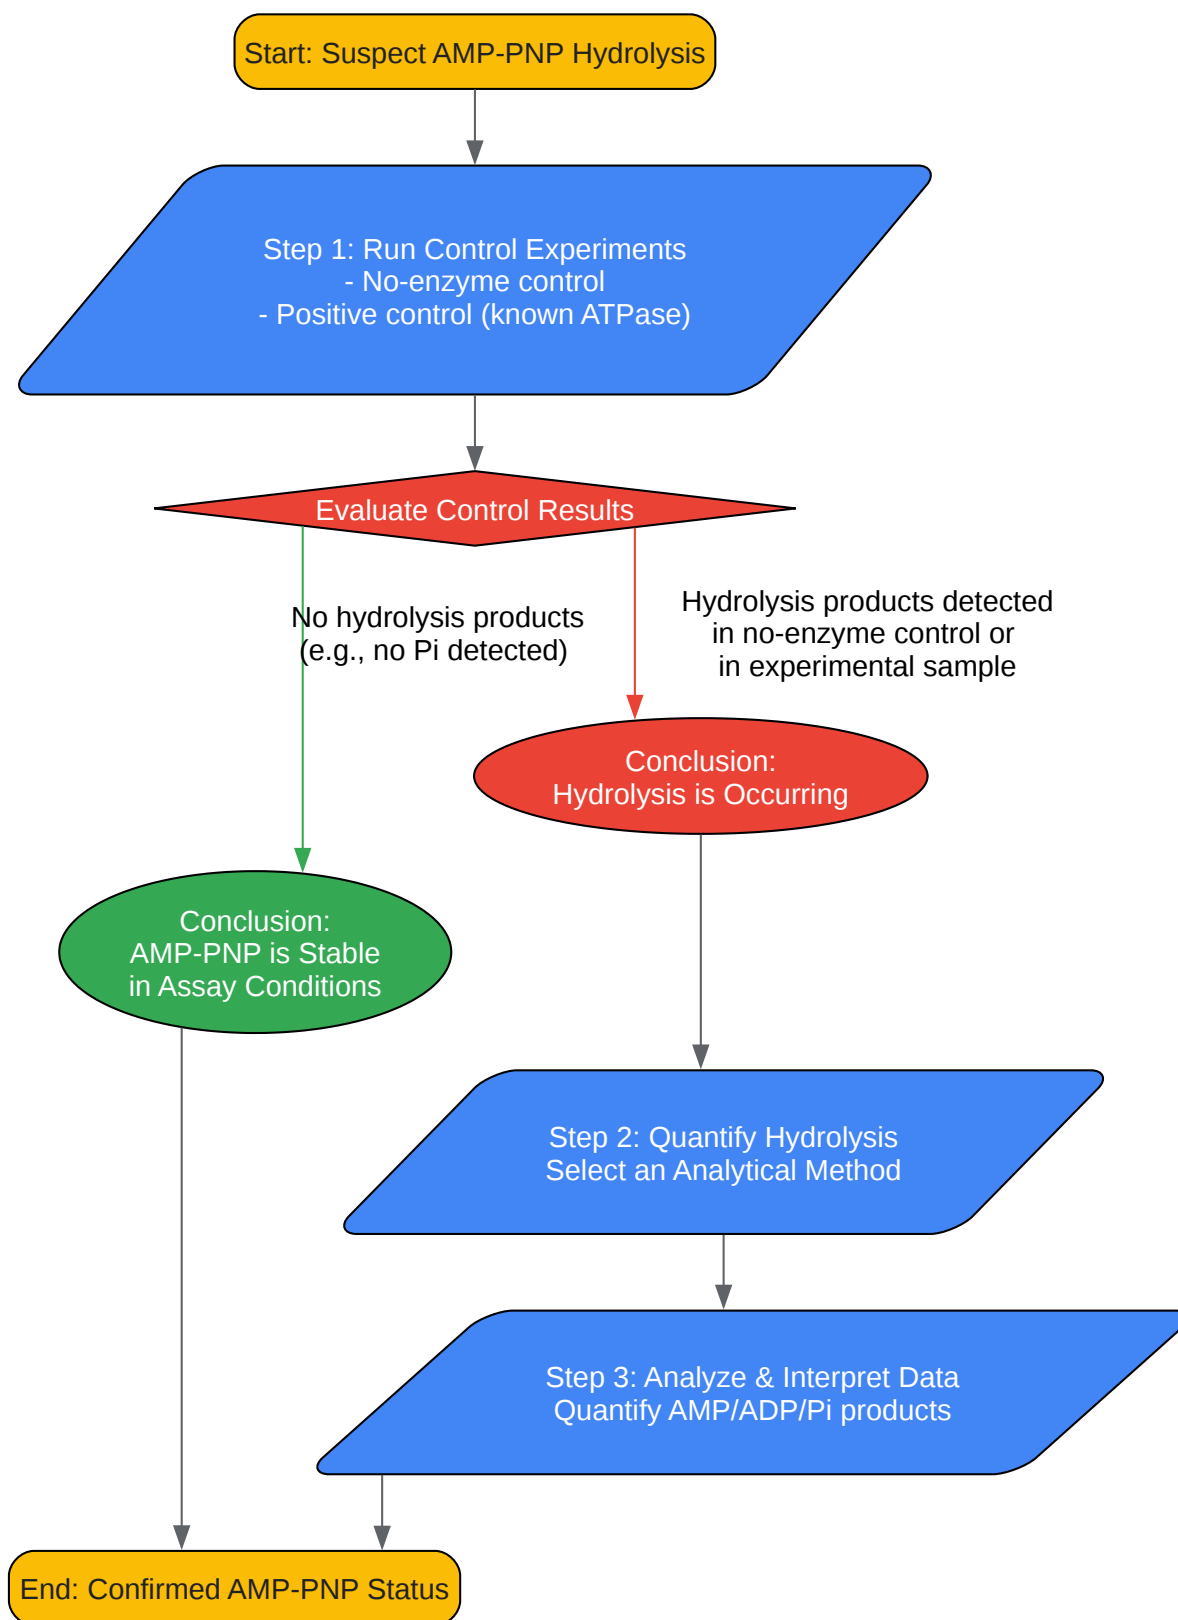 Start: Suspect AMP-PNP Hydrolysis
Step 1: Run Control Experiments
- No-enzyme control
- Positive control (known ATPase)
Evaluate Control Results
No hydrolysis products
(e.g., no Pi detected)
Hydrolysis products detected
in no-enzyme control or
in experimental sample
Conclusion:
Hydrolysis is Occurring
Conclusion:
AMP-PNP is Stable
in Assay Conditions
Step 2: Quantify Hydrolysis
Select an Analytical Method
Step 3: Analyze & Interpret Data
Quantify AMP/ADP/Pi products
End: Confirmed AMP-PNP Status